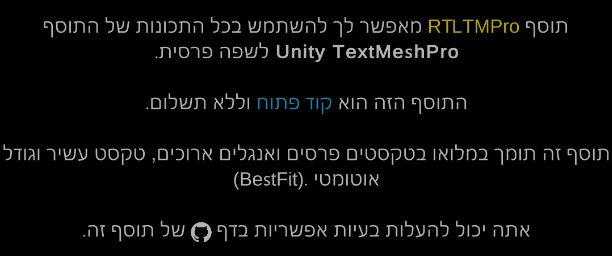 תוסף RTLTMPro מאפשר לך להשתמש בכל התכונות של התוסף
Unity TextMeshPro לשפה פרסית.
התוסף הזה הוא קוד פתוח וללא תשלום.
תוסף זה תומך במלואו בטקסטים פרסים ואנגלים ארוכים, טקסט עשיר וגודל
אוטומטי .(BestFit)
אתה יכול להעלות בעיות אפשריות בדף של תוסף זה.